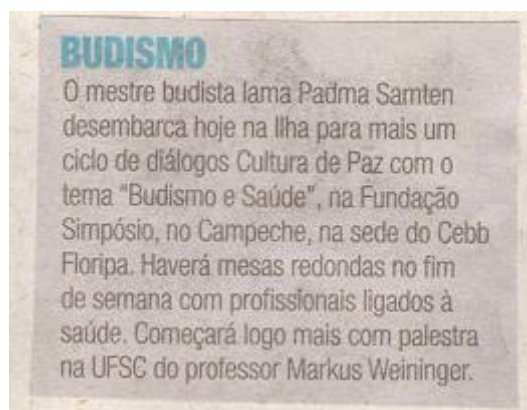 BUDISMO
O mestre budista lama Padma Samten
desembarca hoje na Ilha para mais um
ciclo de diálogos Cultura de Paz com o
tema “Budismo e Saúde”, na Fundação
Simpósio, no Campeche, na sede do Cebb
Floripa. Haverá mesas redondas no fim
de semana com profissionais ligados à
saúde. Começará logo mais com palestra
na UFSC do professor Markus Weininger.